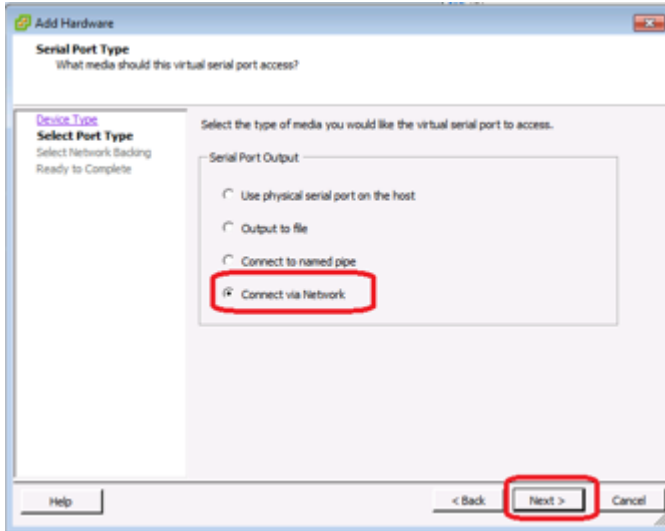 Add Hardware
Serial Port Type
What media should this virtual serial port access?
Device Type
Select Port Type
Select Network Backing
Ready to Complete
Select the type of media you would like the virtual serial port to access.
Serial Port Output
Use physical serial port on the host
Output to file
Connect to named pipe
Connect via Network
Help
< Back
Next >
Cancel